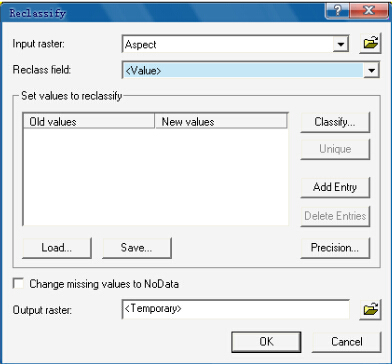 Reclassify
Input raster: Aspect
Reclass field: <Value>
Set values to reclassify
Old values New values
Classify...
Unique
Add Entry
Delete Entries
Load... Save... Precision...
Change missing values to NoData
Output raster: <Temporary>
OK Cancel